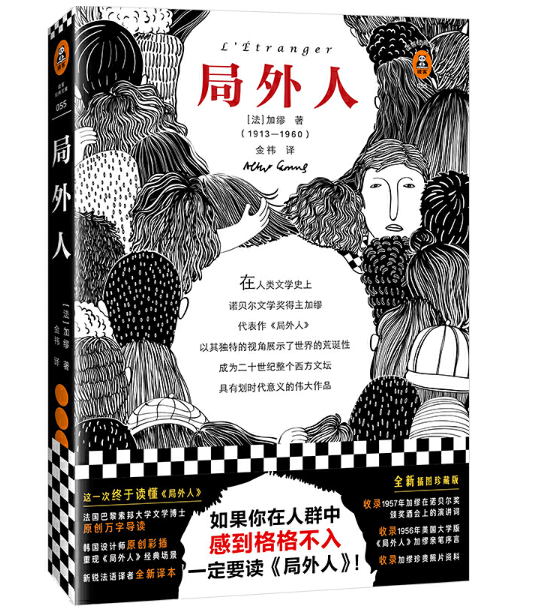 L'Étranger
局外人
[法]加缪 著
(1913—1960)
金祎 译
Albert Camus
在人类文学史上
诺贝尔文学奖得主加缪
代表作《局外人》
以其独特的视角展示了世界的荒诞性
成为二十世纪整个西方文坛
具有划时代意义的伟大作品
这一次终于读懂《局外人》
法国巴黎索邦大学文学博士
原创万字导读
韩国设计师原创彩插
重现《局外人》经典场景
新锐法语译者全新译本
如果你在人群中
感到格格不入
一定要读《局外人》!
全新插图珍藏版
收录1957年加缪在诺贝尔奖
颁奖酒会上的演讲词
收录1956年美国大学版
《局外人》加缪亲笔序言
收录加缪珍贵照片资料
055
局外人
[法]加缪 著
金祎 译